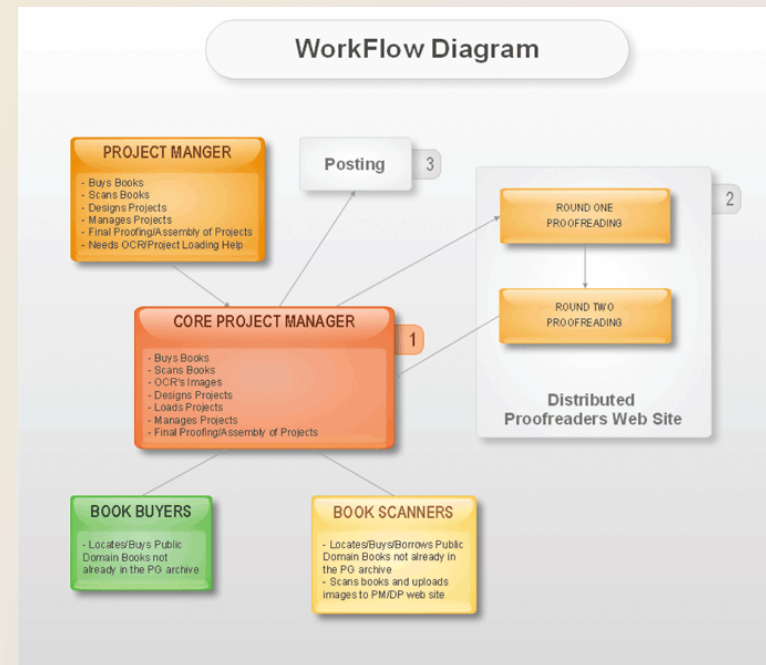 WorkFlow Diagram
PROJECT MANGER
- Buys Books
- Scans Books
- Designs Projects
- Manages Projects
- Final Proofing/Assembly of Projects
- Needs OCR/Project Loading Help
Posting
3
2
ROUND ONE
PROOFREADING
ROUND TWO
PROOFREADING
Distributed
Proofreaders Web Site
CORE PROJECT MANAGER
1
- Buys Books
- Scans Books
- OCR's Images
- Designs Projects
- Loads Projects
- Manages Projects
- Final Proofing/Assembly of Projects
BOOK BUYERS
- Locates/Buys Public
Domain Books not
already in the PG archive
BOOK SCANNERS
- Locates/Buys/Borrows Public
Domain Books not already in
the PG archive
- Scans books and uploads
images to PM/DP web site